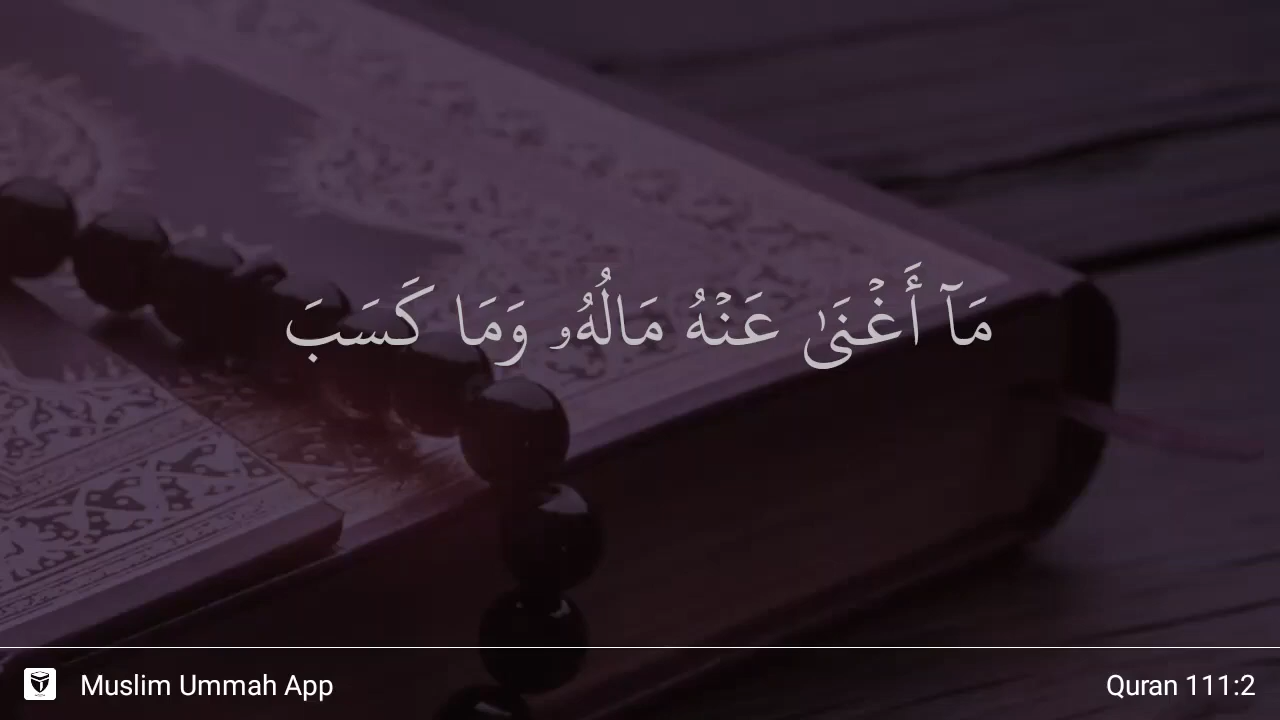 مَآ أَغْنَىٰ عَنْهُ مَالُهُۥ وَمَا كَسَبَ
Muslim Ummah App
Quran 111:2